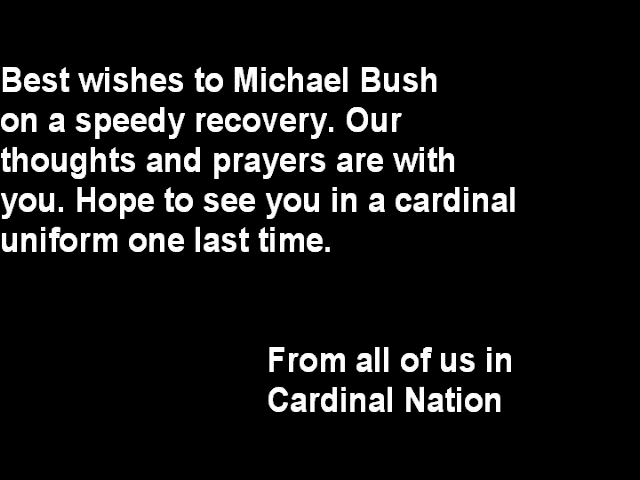 Best wishes to Michael Bush
on a speedy recovery. Our
thoughts and prayers are with
you. Hope to see you in a cardinal
uniform one last time.
From all of us in
Cardinal Nation